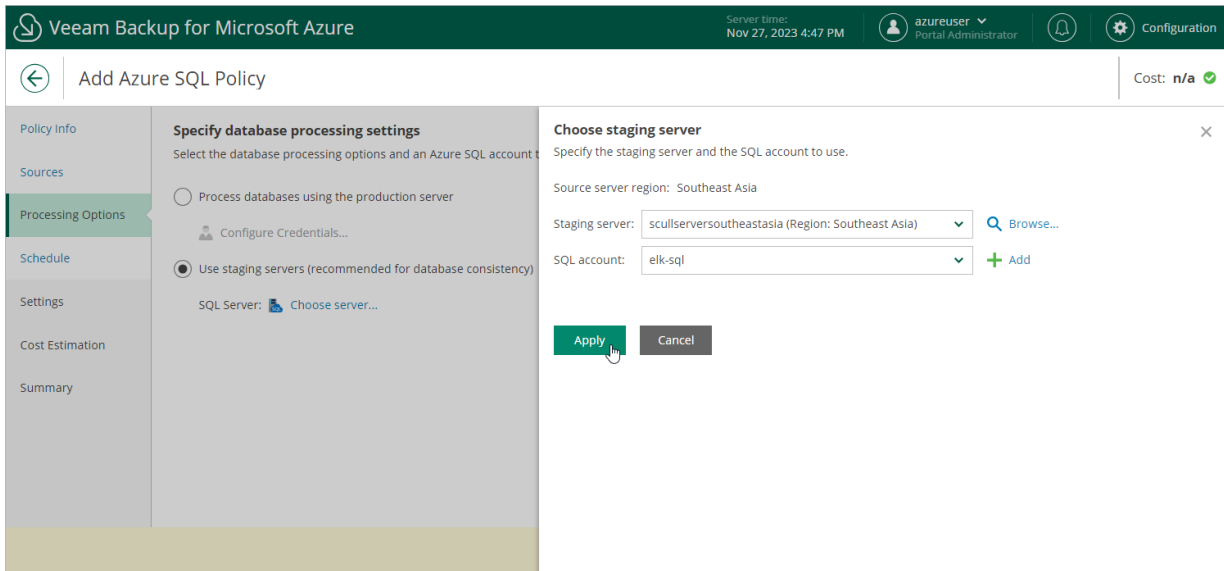 Veeam Backup for Microsoft Azure
Server time:
Nov 27, 2023 4:47 PM
azureuser
Portal Administrator
Configuration
Add Azure SQL Policy
Cost: n/a
Policy Info
Sources
Processing Options
Schedule
Settings
Cost Estimation
Summary
Specify database processing settings
Select the database processing options and an Azure SQL account t
Process databases using the production server
Configure Credentials...
Use staging servers (recommended for database consistency)
SQL Server: Choose server...
Choose staging server
Specify the staging server and the SQL account to use.
Source server region: Southeast Asia
Staging server: scullserversoutheastasia (Region: Southeast Asia) Browse...
SQL account: elk-sql Add
Apply Cancel